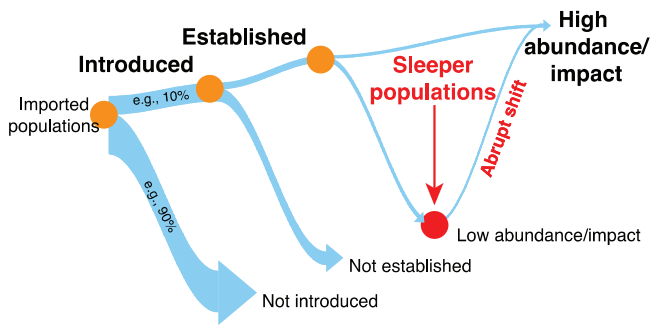 High
abundance/
impact
Established
Introduced
Sleeper
populations
Imported
populations
e.g., 10%
Abrupt shift
e.g., 90%
Low abundance/impact
Not established
Not introduced